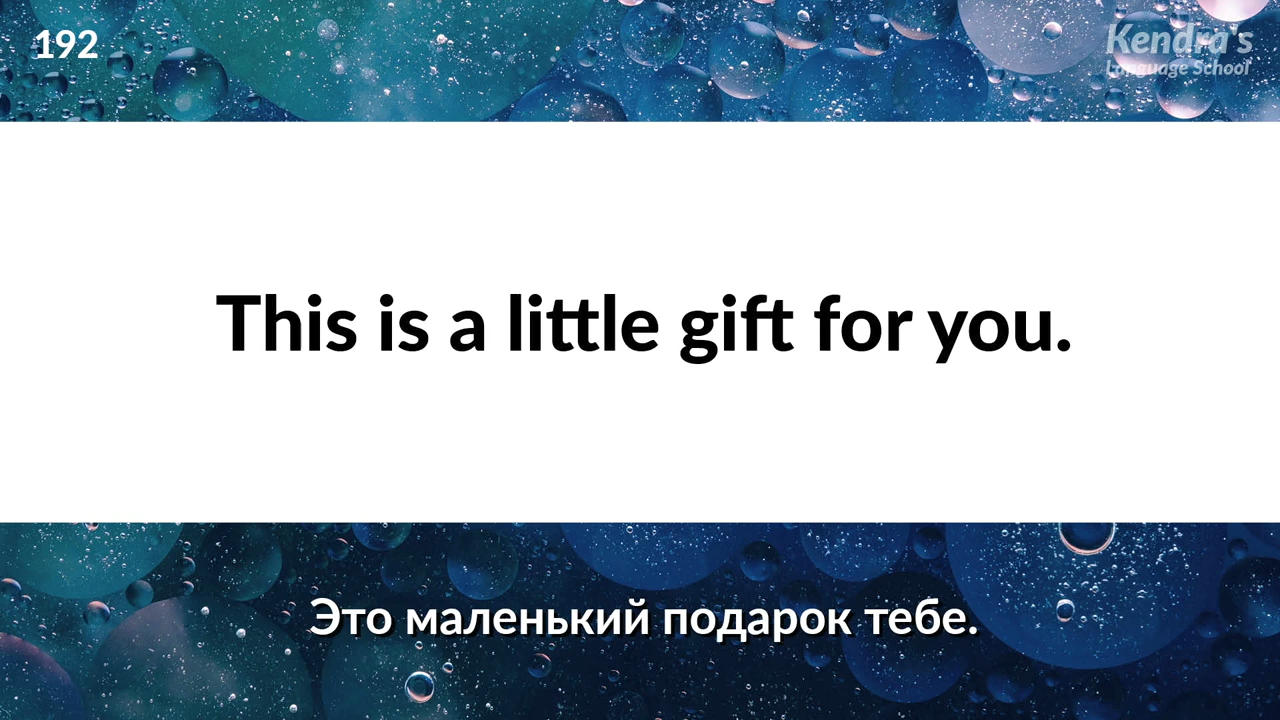 192
Kendra's
Language School
This is a little gift for you.
Это маленький подарок тебе.